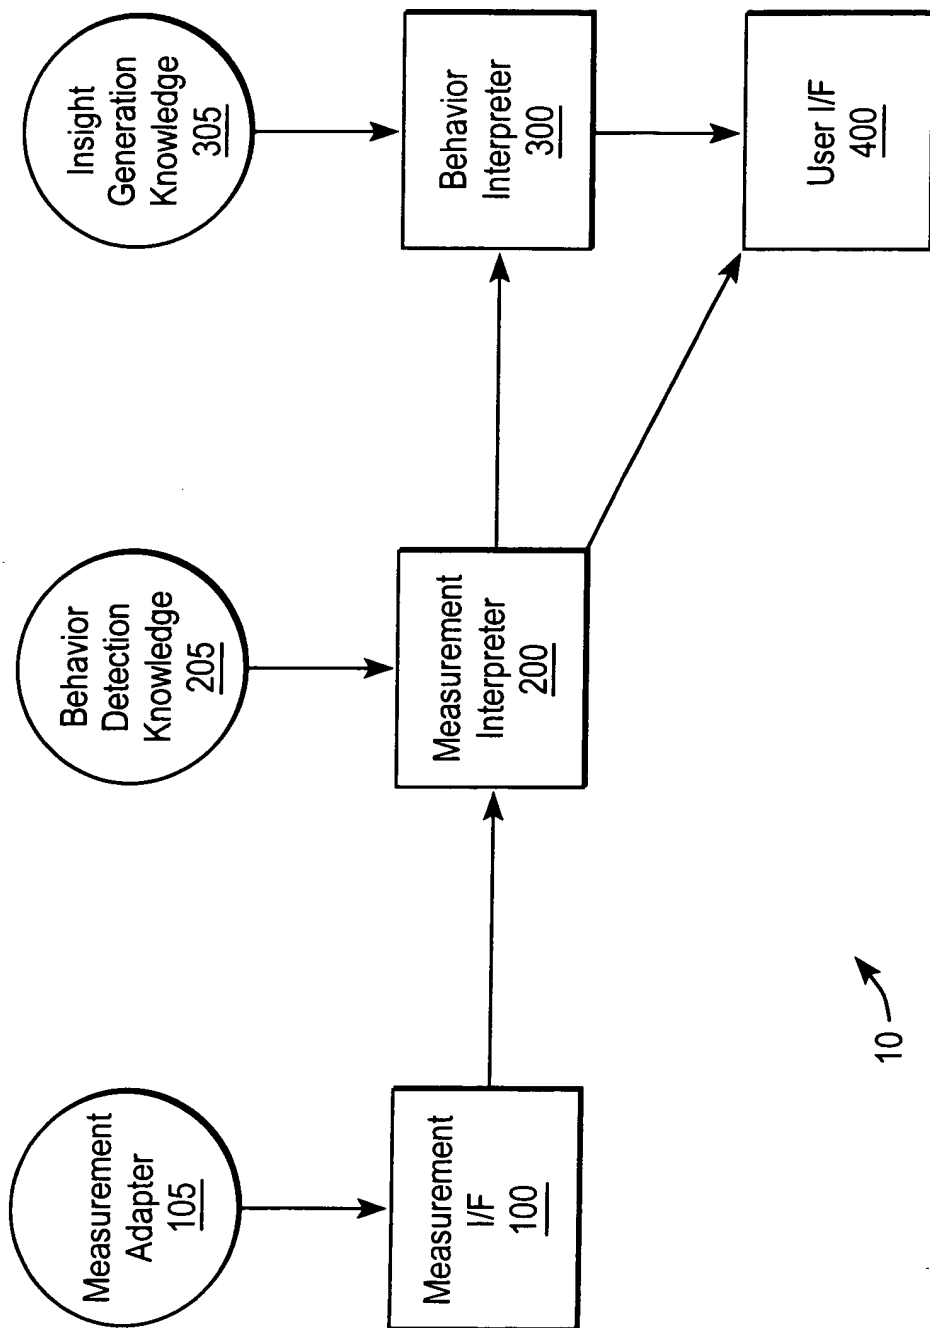 Measurement
Adapter
105
Behavior
Detection
Knowledge
205
Insight
Generation
Knowledge
305
Measurement
I/F
100
Measurement
Interpreter
200
Behavior
Interpreter
300
User I/F
400
10